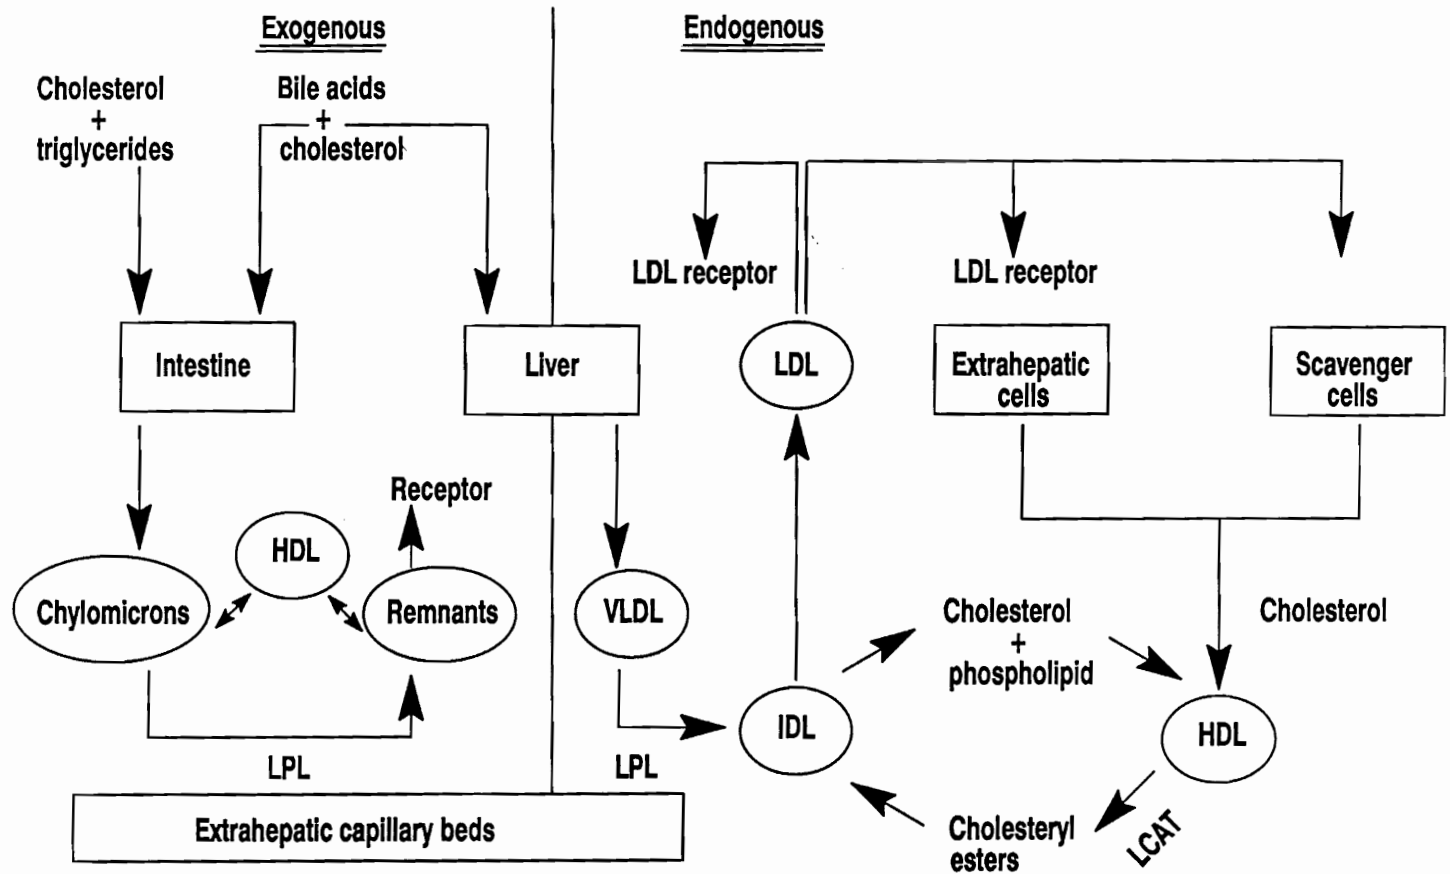 Exogenous
Endogenous
Cholesterol
+
triglycerides
Bile acids
+
cholesterol
LDL receptor
LDL receptor
Intestine
Liver
LDL
Extrahepatic
cells
Scavenger
cells
Receptor
HDL
Chylomicrons
Remnants
VLDL
Cholesterol
+
phospholipid
Cholesterol
IDL
HDL
LPL
LPL
Extrahepatic capillary beds
Cholesteryl
esters
LCAT